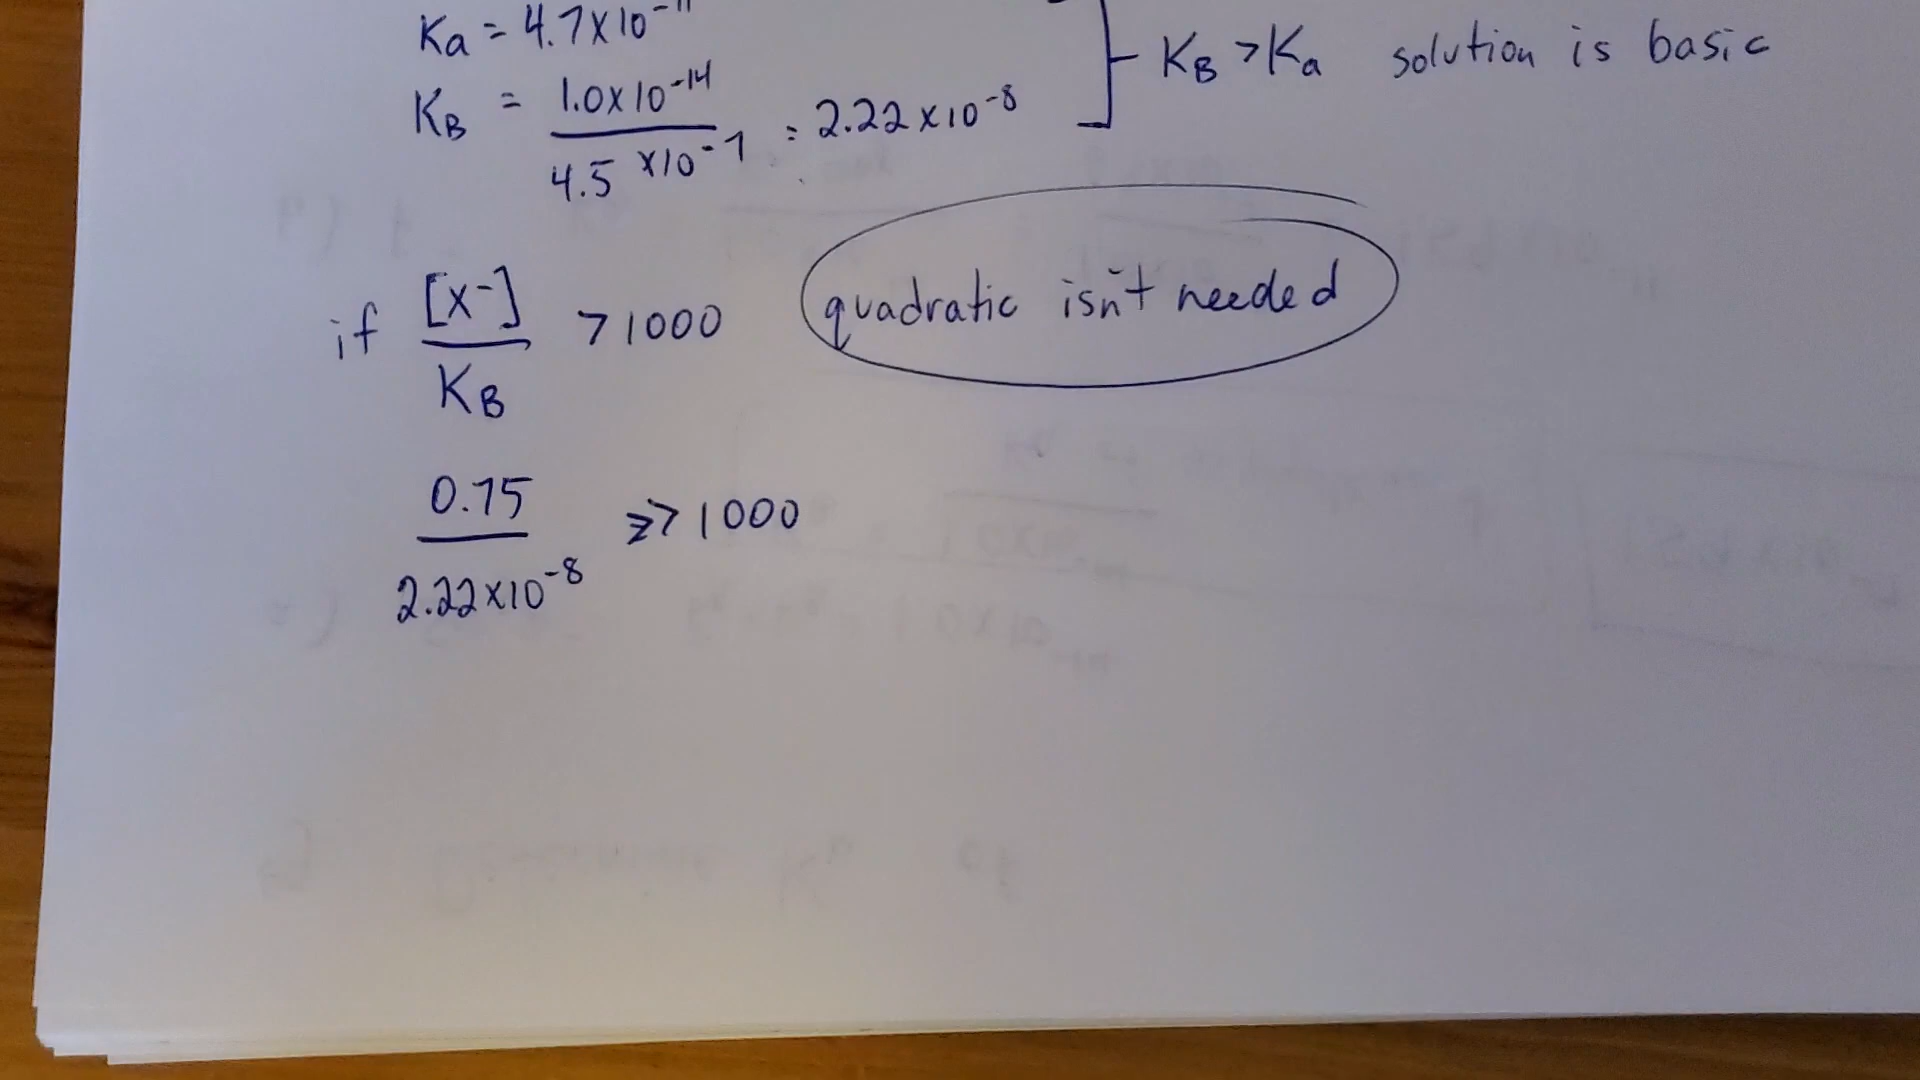 Ka = 4.7x10^-11
KB = 1.0x10^-14 / 4.5 x10^-7 = 2.22x10^-8 ] KB > Ka solution is basic
if [x-] / KB > 1000 quadratic isn't needed
0.75 / 2.22x10^-8 >> 1000